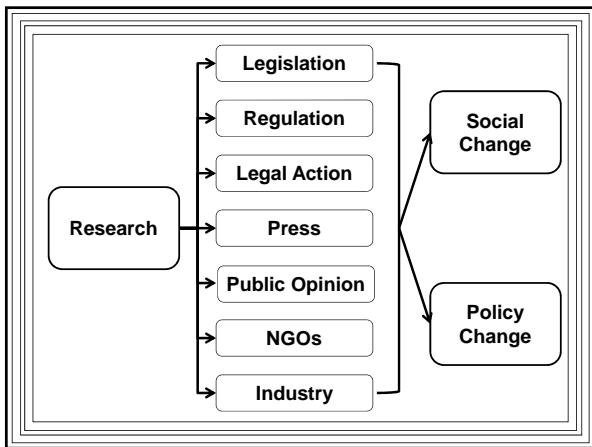 Research
Legislation
Regulation
Legal Action
Press
Public Opinion
NGOs
Industry
Social
Change
Policy
Change